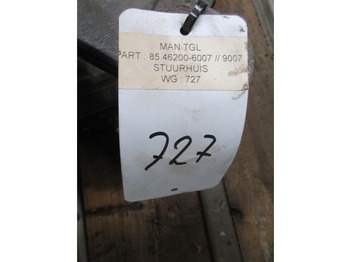 MAN TGL
PART : 85.46200-6007 // 9007
STUURHUIS
WG : 727
727